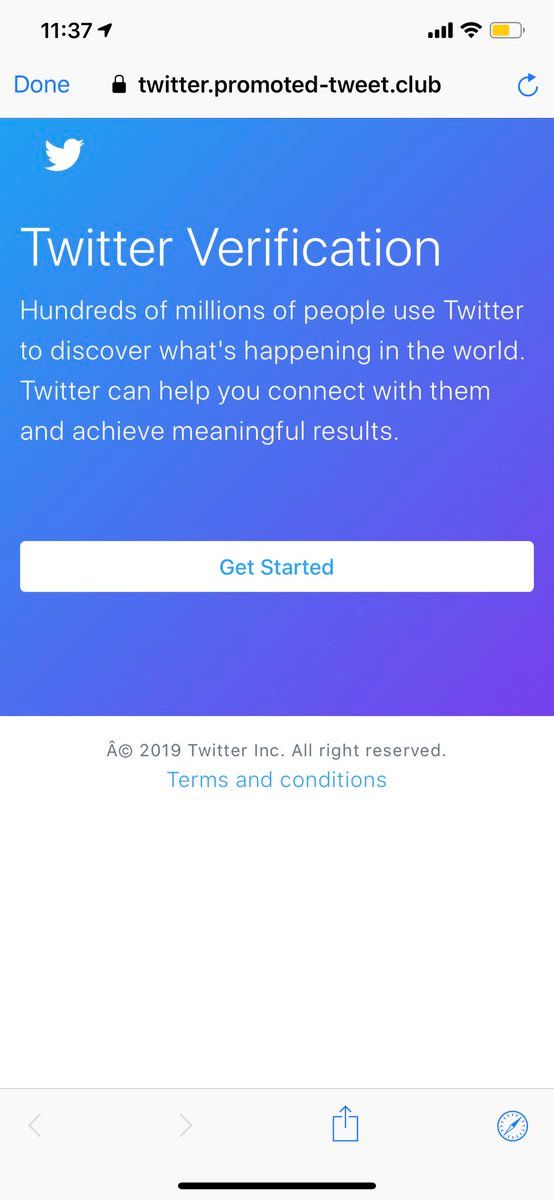 11:37
Done
twitter.promoted-tweet.club
Twitter Verification
Hundreds of millions of people use Twitter
to discover what's happening in the world.
Twitter can help you connect with them
and achieve meaningful results.
Get Started
Â© 2019 Twitter Inc. All right reserved.
Terms and conditions